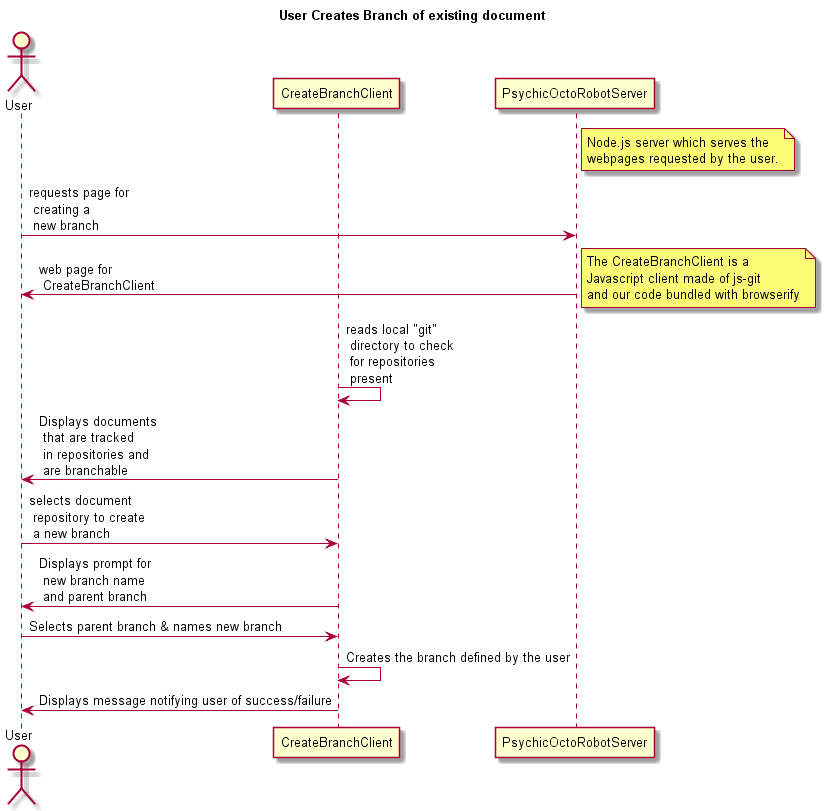 User Creates Branch of existing document
User
CreateBranchClient
PsychicOctoRobotServer
Node.js server which serves the
webpages requested by the user.
requests page for
creating a
new branch
The CreateBranchClient is a
Javascript client made of js-git
and our code bundled with browserify
web page for
CreateBranchClient
reads local "git"
directory to check
for repositories
present
Displays documents
that are tracked
in repositories and
are branchable
selects document
repository to create
a new branch
Displays prompt for
new branch name
and parent branch
Selects parent branch & names new branch
Creates the branch defined by the user
Displays message notifying user of success/failure
User
CreateBranchClient
PsychicOctoRobotServer